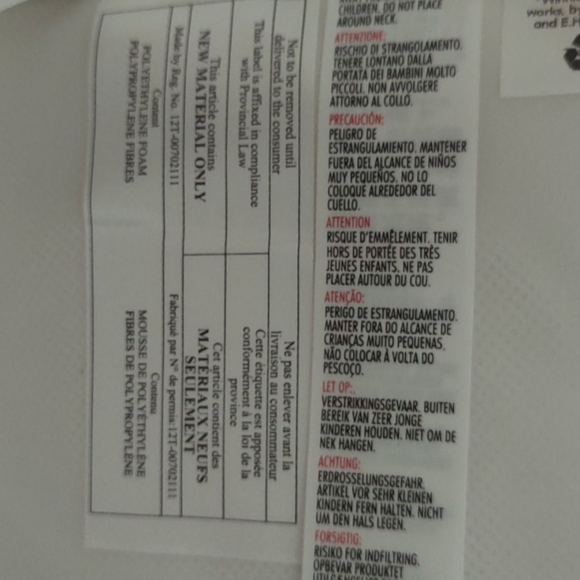 Not to be removed until
delivered to the consumer
This label is affixed in compliance
with Provincial Law
This article contains
NEW MATERIAL ONLY
Made by Reg. No. 12T-00702111
Content
POLYETHYLENE FOAM
POLYPROPYLENE FIBRES
Ne pas enlever avant la
livraison au consommateur
Cette étiquette est apposée
conformément à la loi de la
province
Cet article contient des
MATERIAUX NEUFS
SEULEMENT
Fabriqué par Nº de permis:12T-00702111
Contenu
MOUSSE DE POLYÉTHYLÈNE
FIBRES DE POLYPROPYLÈNE
CHILDREN. DO NOT PLACE
AROUND NECK.
ATTENZIONE:
RISCHIO DI STRANGOLAMENTO.
TENERE LONTANO DALLA
PORTATA DEI BAMBINI MOLTO
PICCOLI. NON AVVOLGERE
ATTORNO AL COLLO.
PRECAUCIÓN:
PELIGRO DE
ESTRANGULAMIENTO. MANTENER
FUERA DEL ALCANCE DE NIÑOS
MUY PEQUEÑOS. NO LO
COLOQUE ALREDEDOR DEL
CUELLO.
ATTENTION
RISQUE D'EMMÊLEMENT. TENIR
HORS DE PORTÉE DES TRÈS
JEUNES ENFANTS. NE PAS
PLACER AUTOUR DU COU.
ATENÇÃO:
PERIGO DE ESTRANGULAMENTO.
MANTER FORA DO ALCANCE DE
CRIANÇAS MUITO PEQUENAS.
NÃO COLOCAR À VOLTA DO
PESCOÇO.
LET OP:
VERSTRIKKINGSGEVAAR. BUITEN
BEREIK VAN ZEER JONGE
KINDEREN HOUDEN. NIET OM DE
NEK HANGEN.
ACHTUNG:
ERDROSSELUNGSGEFAHR.
ARTIKEL VOR SEHR KLEINEN
KINDERN FERN HALTEN. NICHT
UM DEN HALS LEGEN.
FORSIGTIG:
RISIKO FOR INDFILTRING.
OPBEVAR PRODUKTET
works, b
and E.H